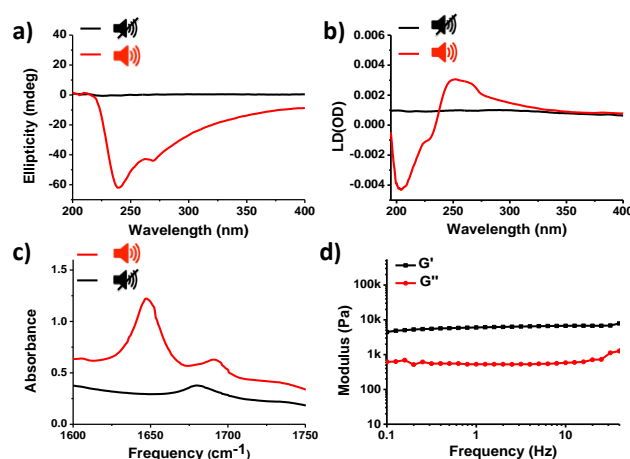 a)
60
40
20
0
-20
-40
-60
Ellipticity (mdeg)
200 250 300 350 400
Wavelength (nm)
b)
0.006
0.004
0.002
0.000
0.002
-0.004
LD(OD)
200 250 300 350 400
Wavelength (nm)
c)
1.5
1.0
0.5
0.0
Absorbance
1600 1650 1700 1750
Frequency (cm⁻¹)
d)
G'
G''
100k
10k
1k
100
10
Modulus (Pa)
0.1 1 10
Frequency (Hz)